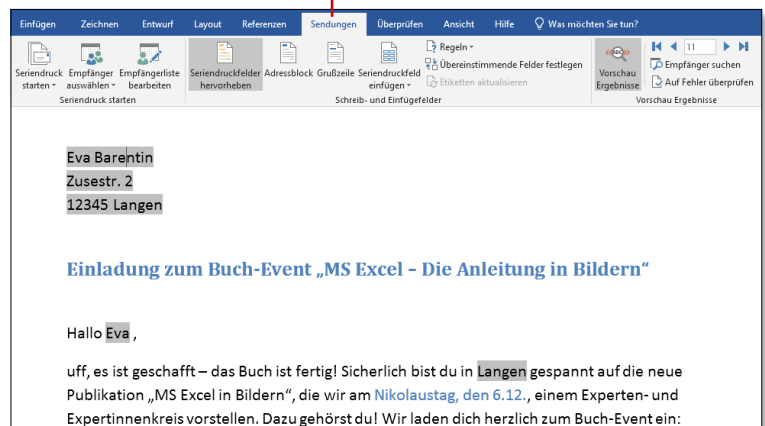 Einfügen Zeichnen Entwurf Layout Referenzen Sendungen Überprüfen Ansicht Hilfe Was möchten Sie tun?
Seriendruck starten
Empfänger auswählen
Empfängerliste bearbeiten
Seriendruck starten
Seriendruckfelder hervorheben
Adressblock
Grußzeile
Seriendruckfeld einfügen
Regeln
Übereinstimmende Felder festlegen
Etiketten aktualisieren
Schreib- und Einfügefelder
«ABC»
Vorschau Ergebnisse
11
Empfänger suchen
Auf Fehler überprüfen
Vorschau Ergebnisse
Eva Barentin
Zusestr. 2
12345 Langen
Einladung zum Buch-Event „MS Excel – Die Anleitung in Bildern“
Hallo Eva ,
uff, es ist geschafft – das Buch ist fertig! Sicherlich bist du in Langen gespannt auf die neue
Publikation „MS Excel in Bildern“, die wir am Nikolaustag, den 6.12., einem Experten- und
Expertinnenkreis vorstellen. Dazu gehörst du! Wir laden dich herzlich zum Buch-Event ein: